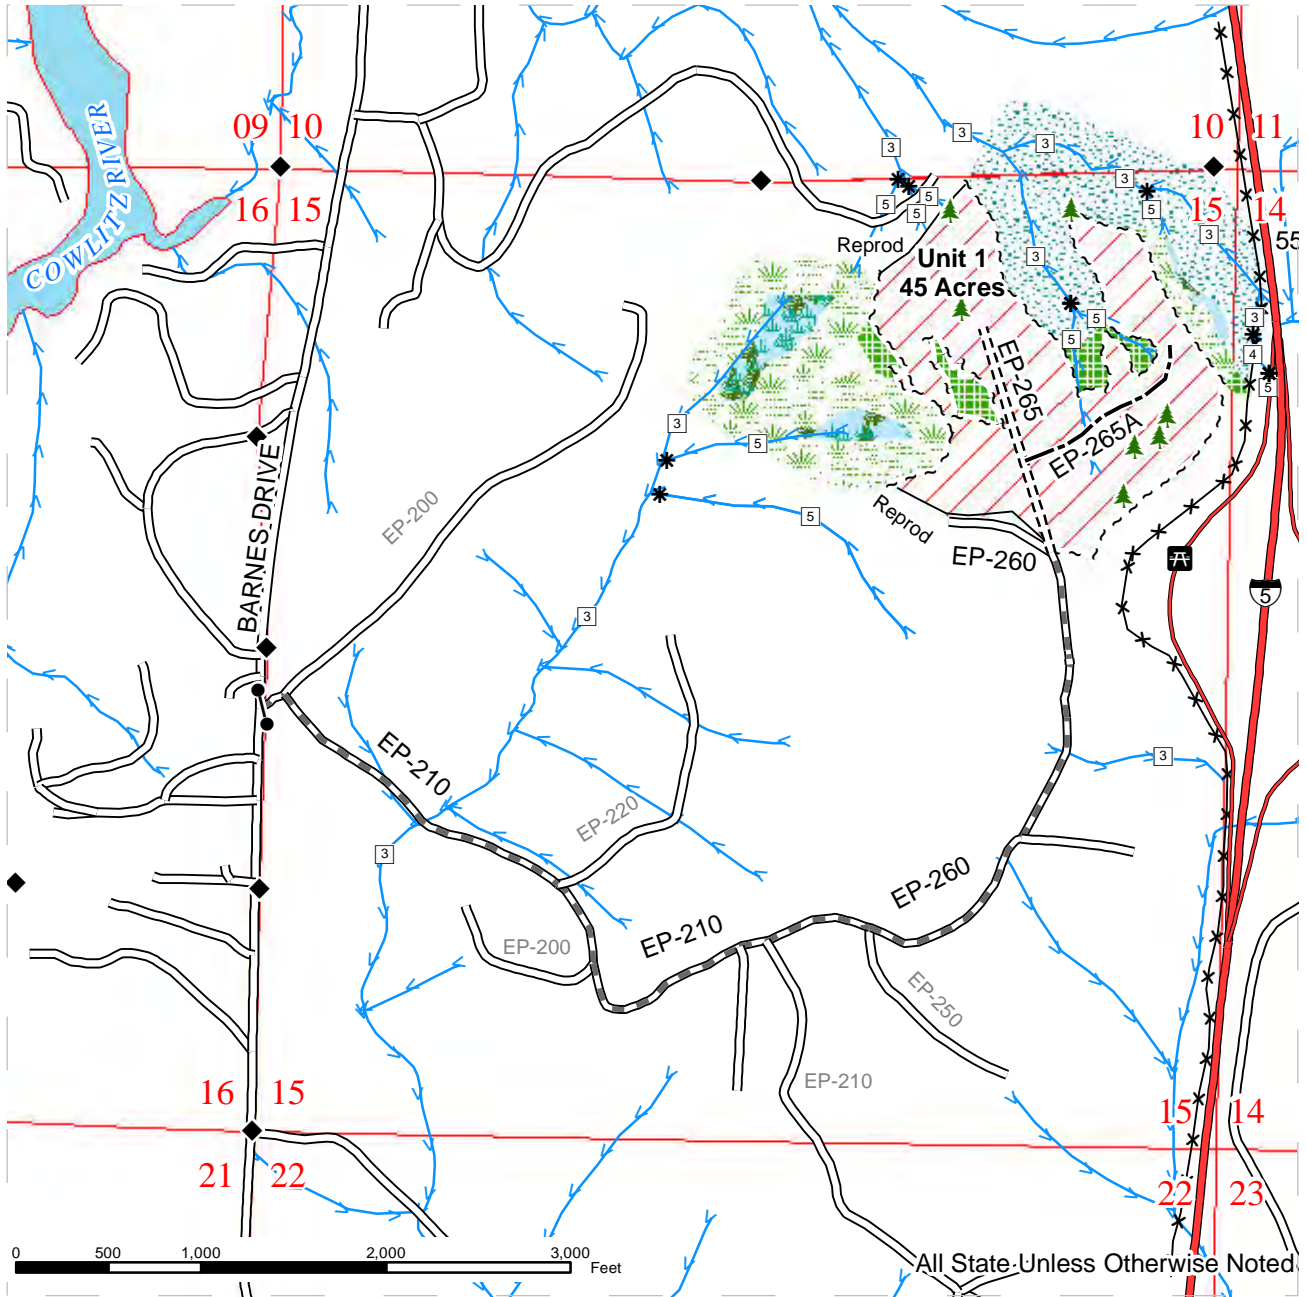 09 10
10 11
3
3
3
3
5
5
5
5
16 15
15 14
COWLITZ RIVER
Reprod
Unit 1
45 Acres
3
3
55
5
3
5
4
5
EP-265
3
5
EP-265A
BARNES DRIVE
EP-200
Reprod
5
EP-260
5
3
EP-210
3
EP-220
3
EP-260
EP-200
EP-210
EP-250
EP-210
16 15
15 14
21 22
22 23
0 500 1,000 2,000 3,000
Feet
All State Unless Otherwise Noted